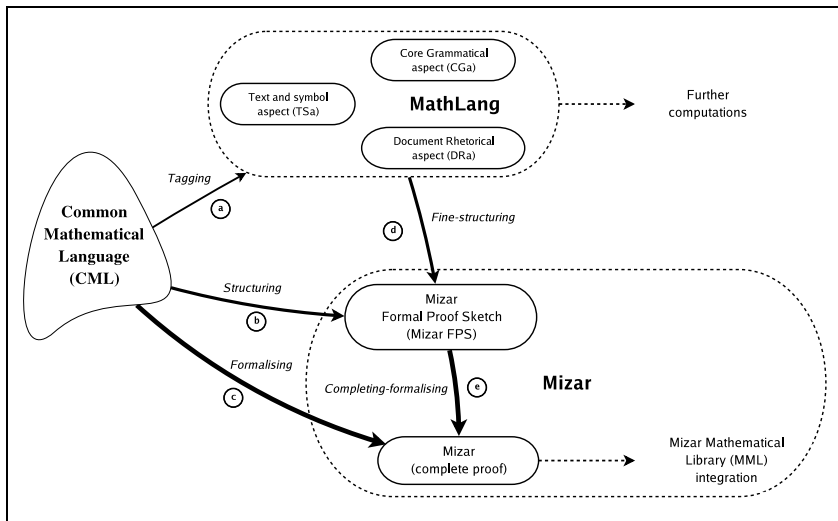 Core Grammatical
aspect (CGa)
Text and symbol
aspect (TSa)
MathLang
Document Rhetorical
aspect (DRa)
Further
computations
Tagging
a
Common
Mathematical
Language
(CML)
d
Fine-structuring
Structuring
b
Mizar
Formal Proof Sketch
(Mizar FPS)
Formalising
c
Completing-formalising
e
Mizar
Mizar
(complete proof)
Mizar Mathematical
Library (MML)
integration